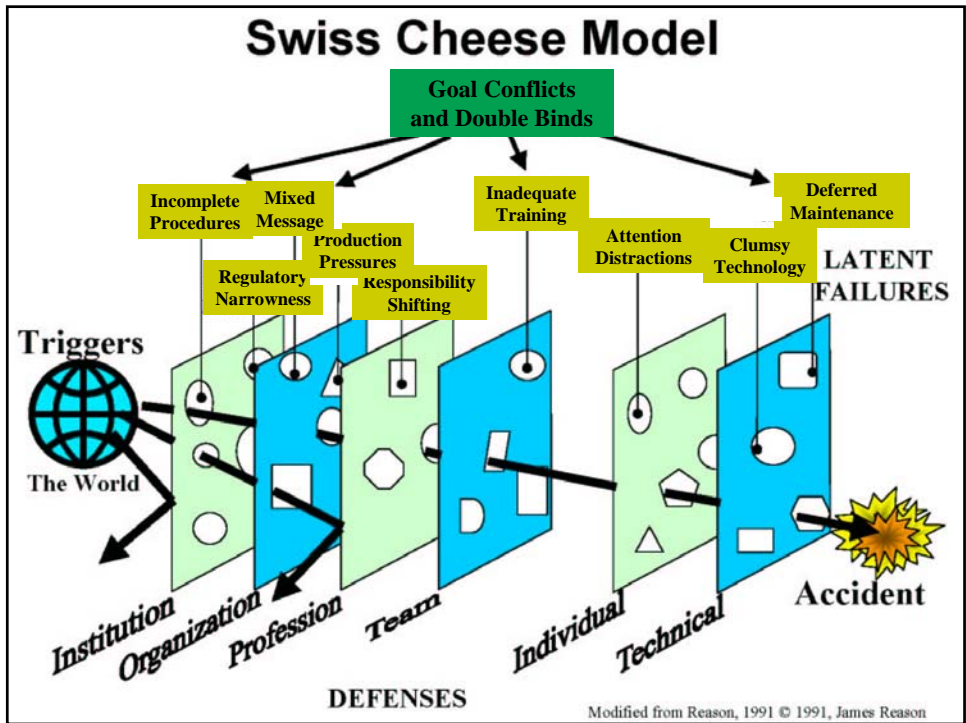 Swiss Cheese Model
Goal Conflicts
and Double Binds
Incomplete
Procedures
Mixed
Message
Inadequate
Training
Deferred
Maintenance
Production
Pressures
Attention
Distractions
Clumsy
Technology
Regulatory
Narrowness
Responsibility
Shifting
LATENT
FAILURES
Triggers
The World
Accident
Institution
Organization
Profession
Team
Individual
Technical
DEFENSES
Modified from Reason, 1991 © 1991, James Reason